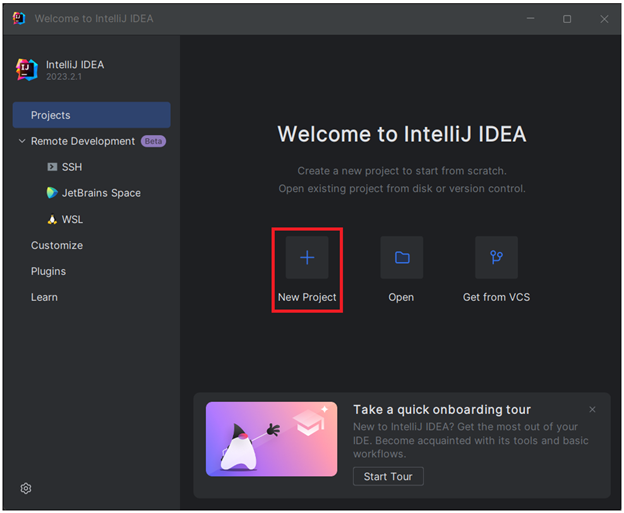 Welcome to IntelliJ IDEA
IntelliJ IDEA
2023.2.1
Projects
Remote Development Beta
SSH
JetBrains Space
WSL
Customize
Plugins
Learn
Welcome to IntelliJ IDEA
Create a new project to start from scratch.
Open existing project from disk or version control.
New Project
Open
Get from VCS
Take a quick onboarding tour
New to IntelliJ IDEA? Get the most out of your
IDE. Become acquainted with its tools and basic
workflows.
Start Tour